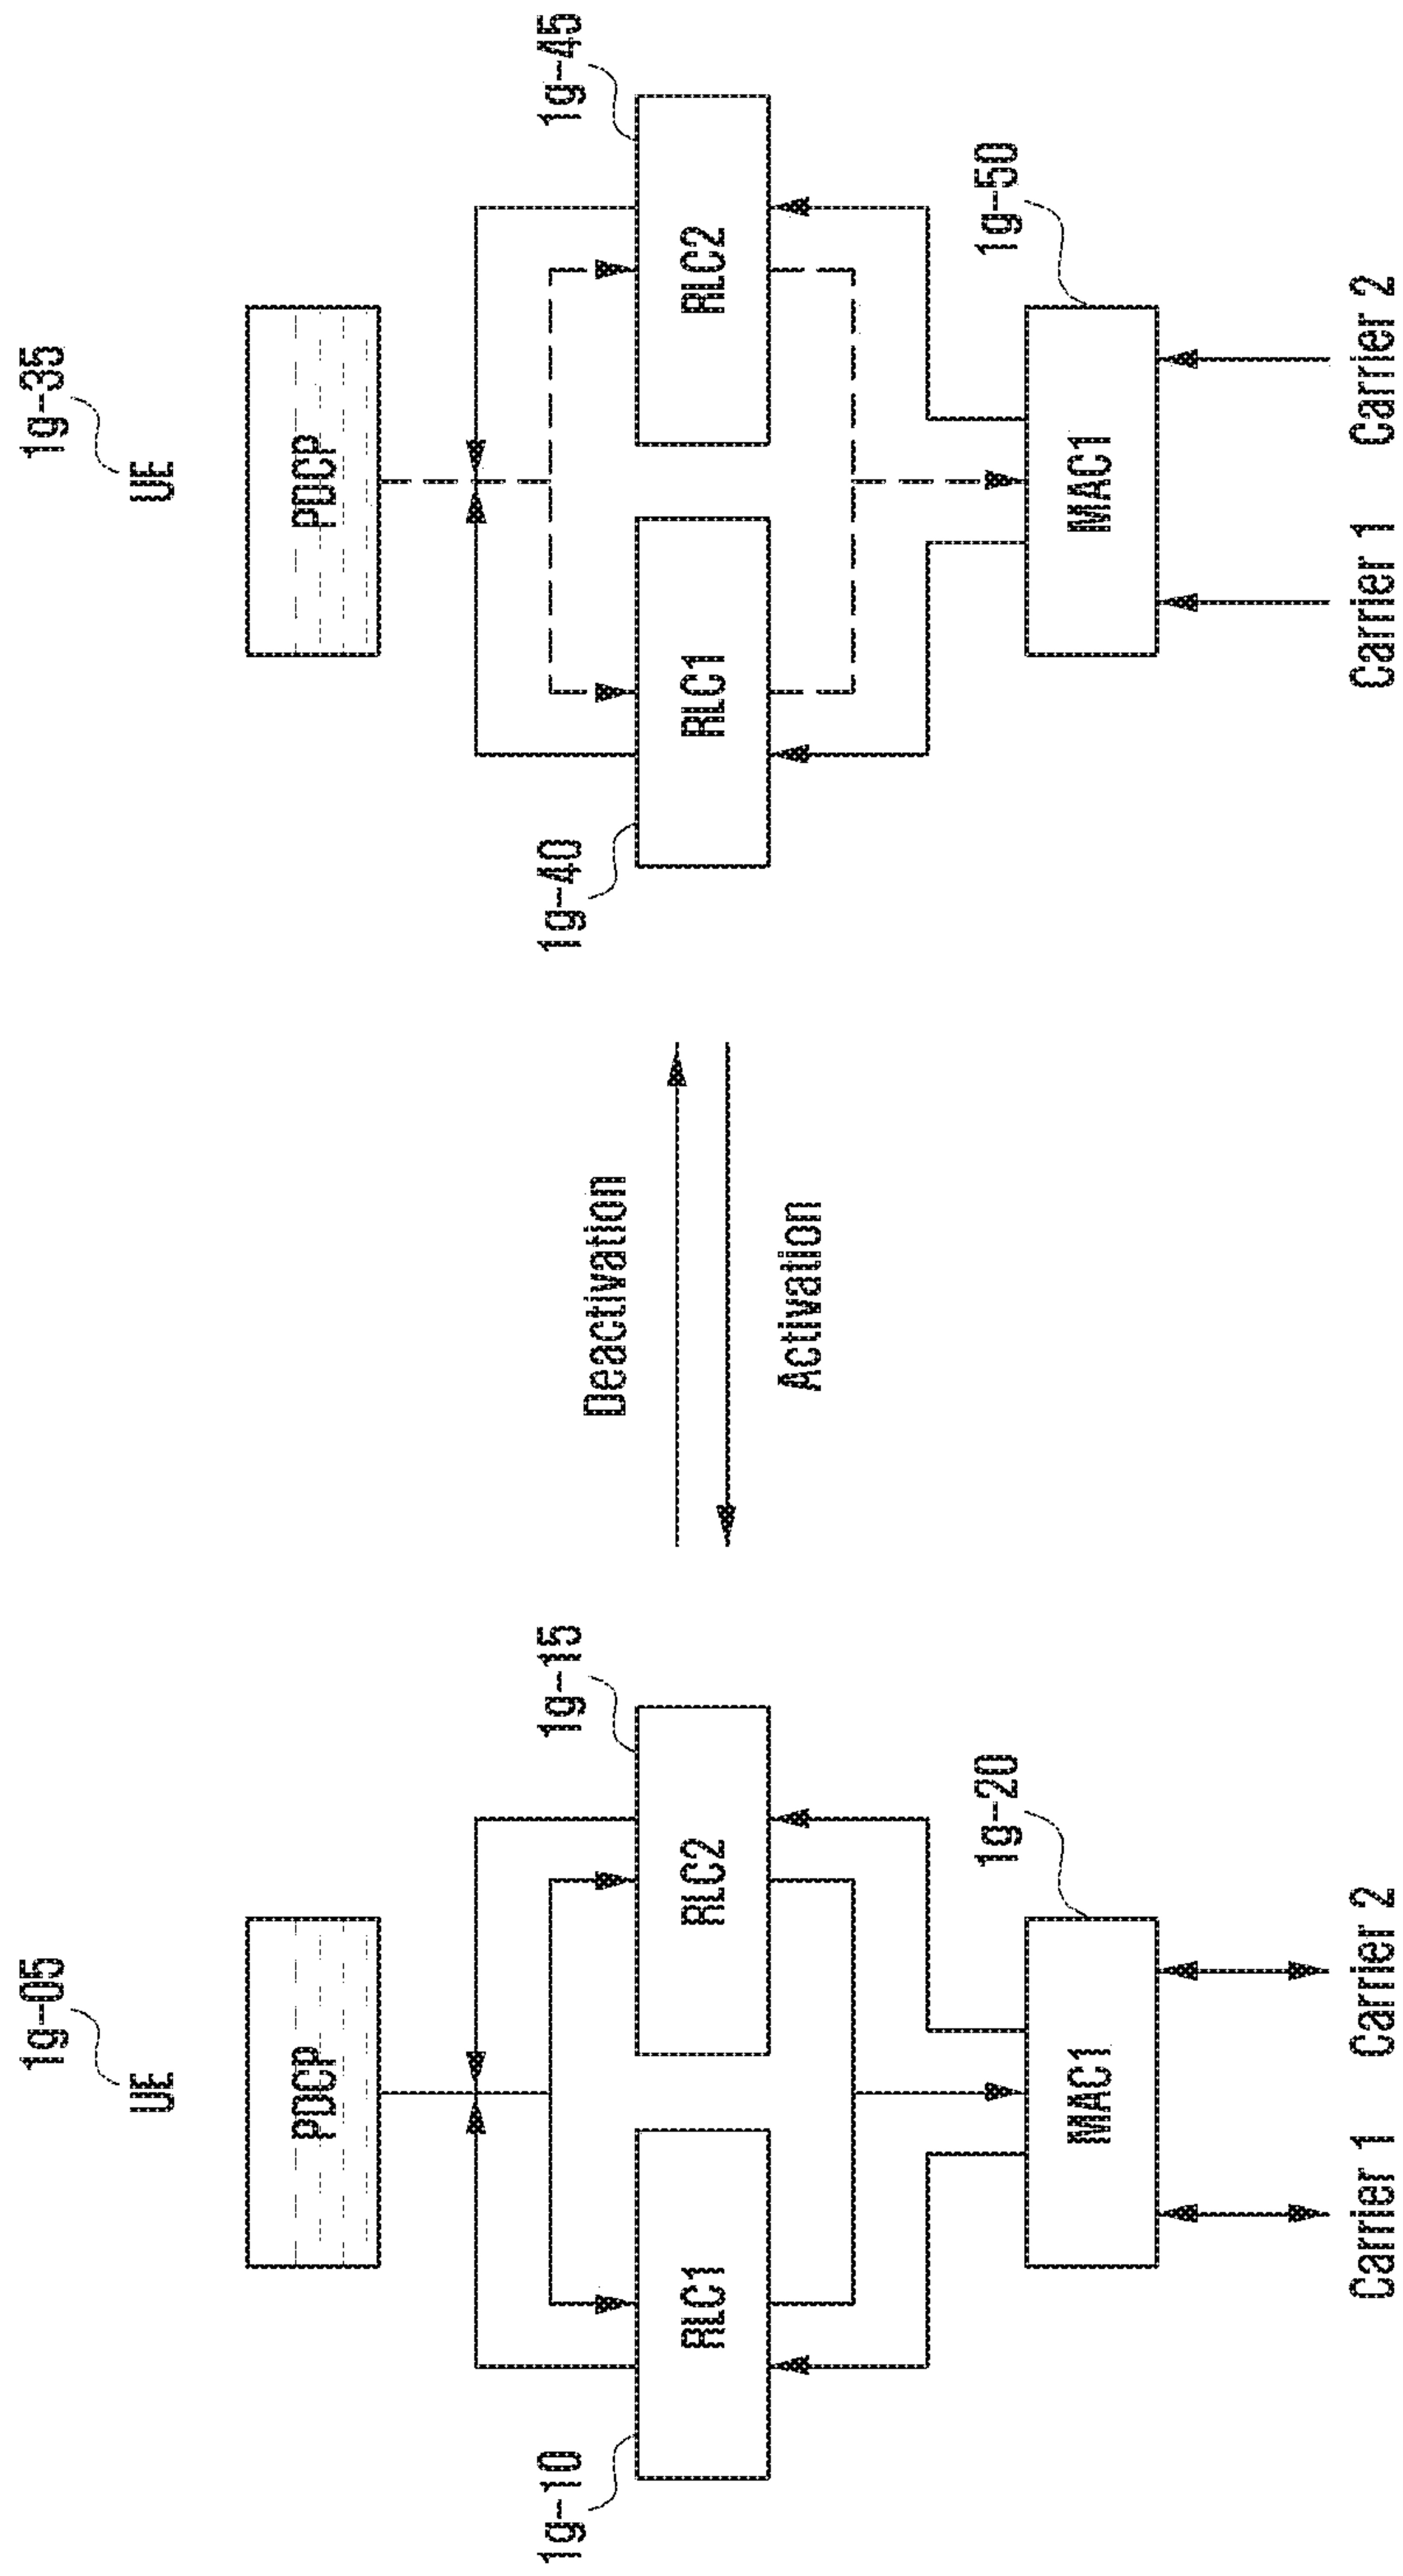 1g-05
UE
PDCP
1g-10
1g-15
RLC1
RLC2
1g-20
MAC1
Carrier 1
Carrier 2
Deactivation
Activation
1g-35
UE
PDCP
1g-40
1g-45
RLC1
RLC2
1g-50
MAC1
Carrier 1
Carrier 2